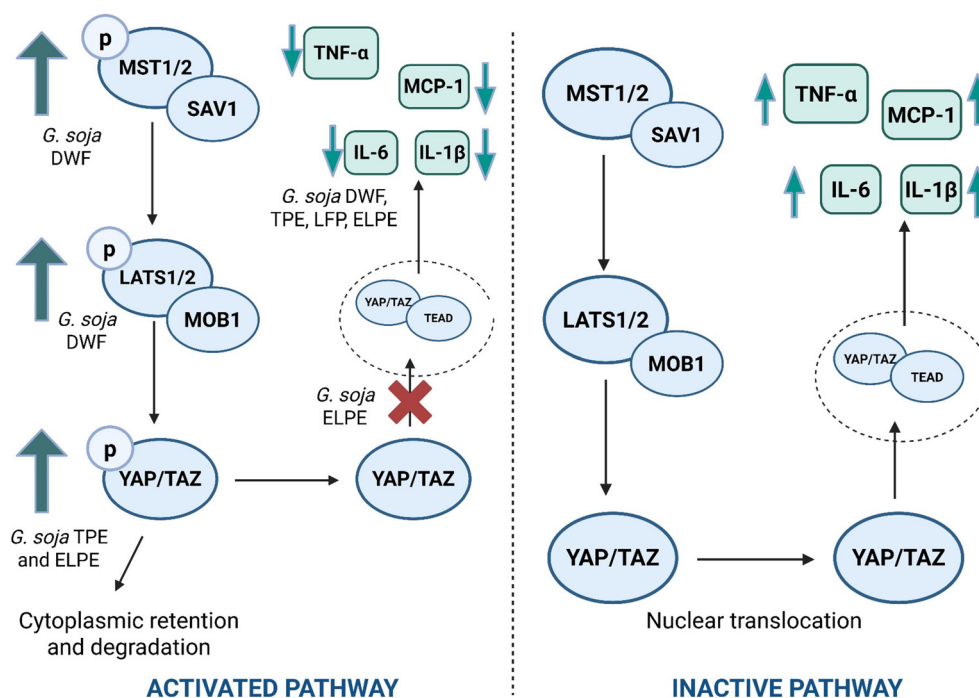 p
MST1/2
SAV1
G. soja
DWF
p
LATS1/2
MOB1
G. soja
DWF
p
YAP/TAZ
G. soja TPE
and ELPE
Cytoplasmic retention
and degradation
TNF-α
MCP-1
IL-6
IL-1β
G. soja DWF,
TPE, LFP, ELPE
YAP/TAZ
TEAD
G. soja
ELPE
YAP/TAZ
ACTIVATED PATHWAY
MST1/2
SAV1
LATS1/2
MOB1
YAP/TAZ
TNF-α
MCP-1
IL-6
IL-1β
YAP/TAZ
TEAD
YAP/TAZ
Nuclear translocation
INACTIVE PATHWAY